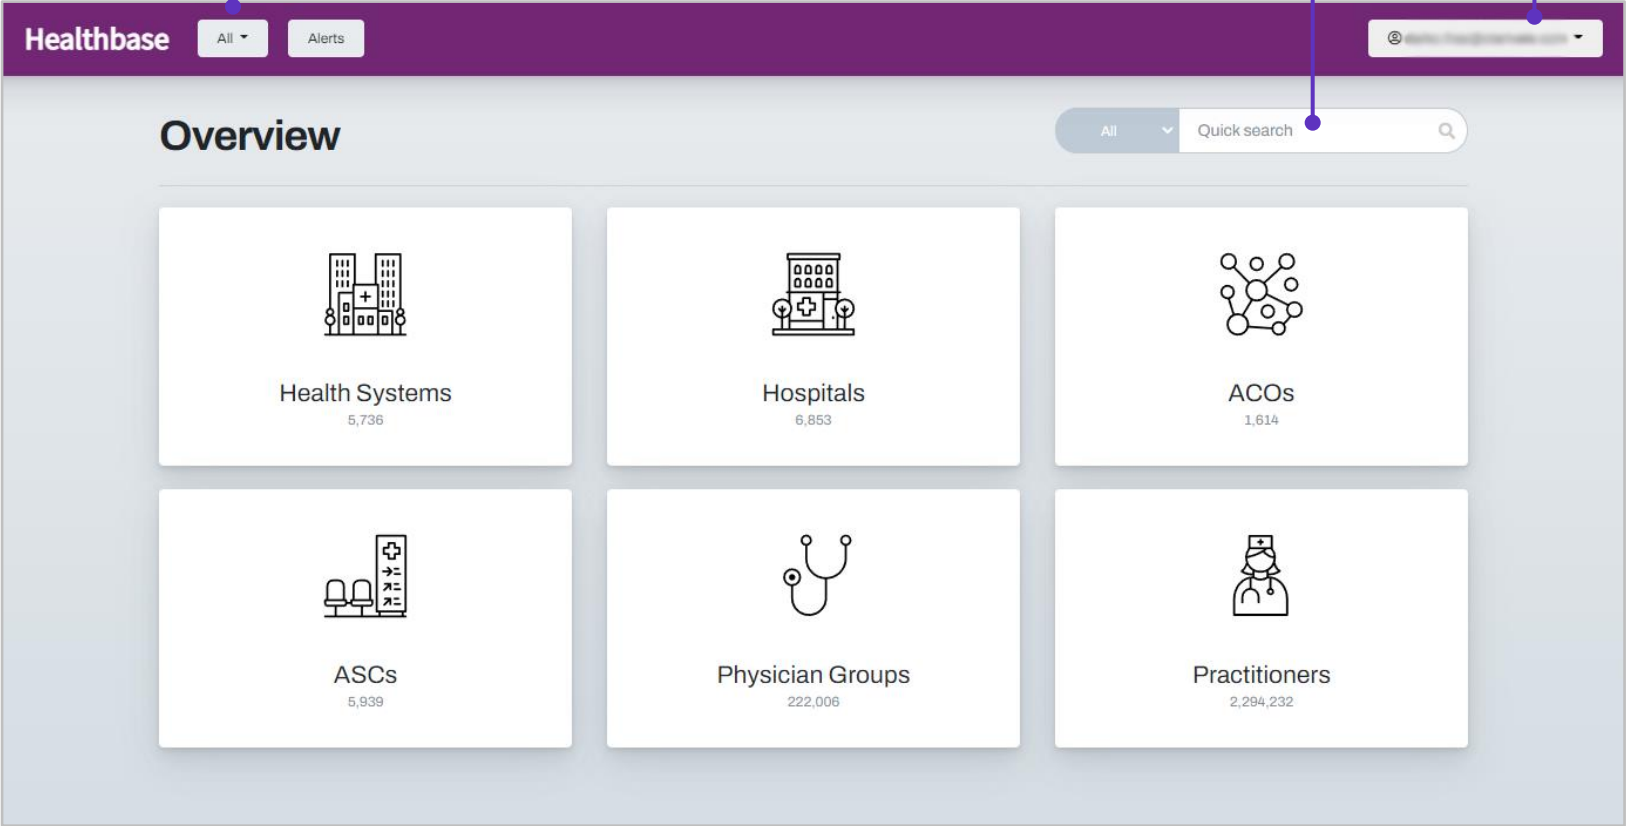 Healthbase
All
Alerts
Overview
All
Quick search
Health Systems
5,736
Hospitals
6,853
ACOs
1,614
ASCs
5,939
Physician Groups
222,006
Practitioners
2,294,232